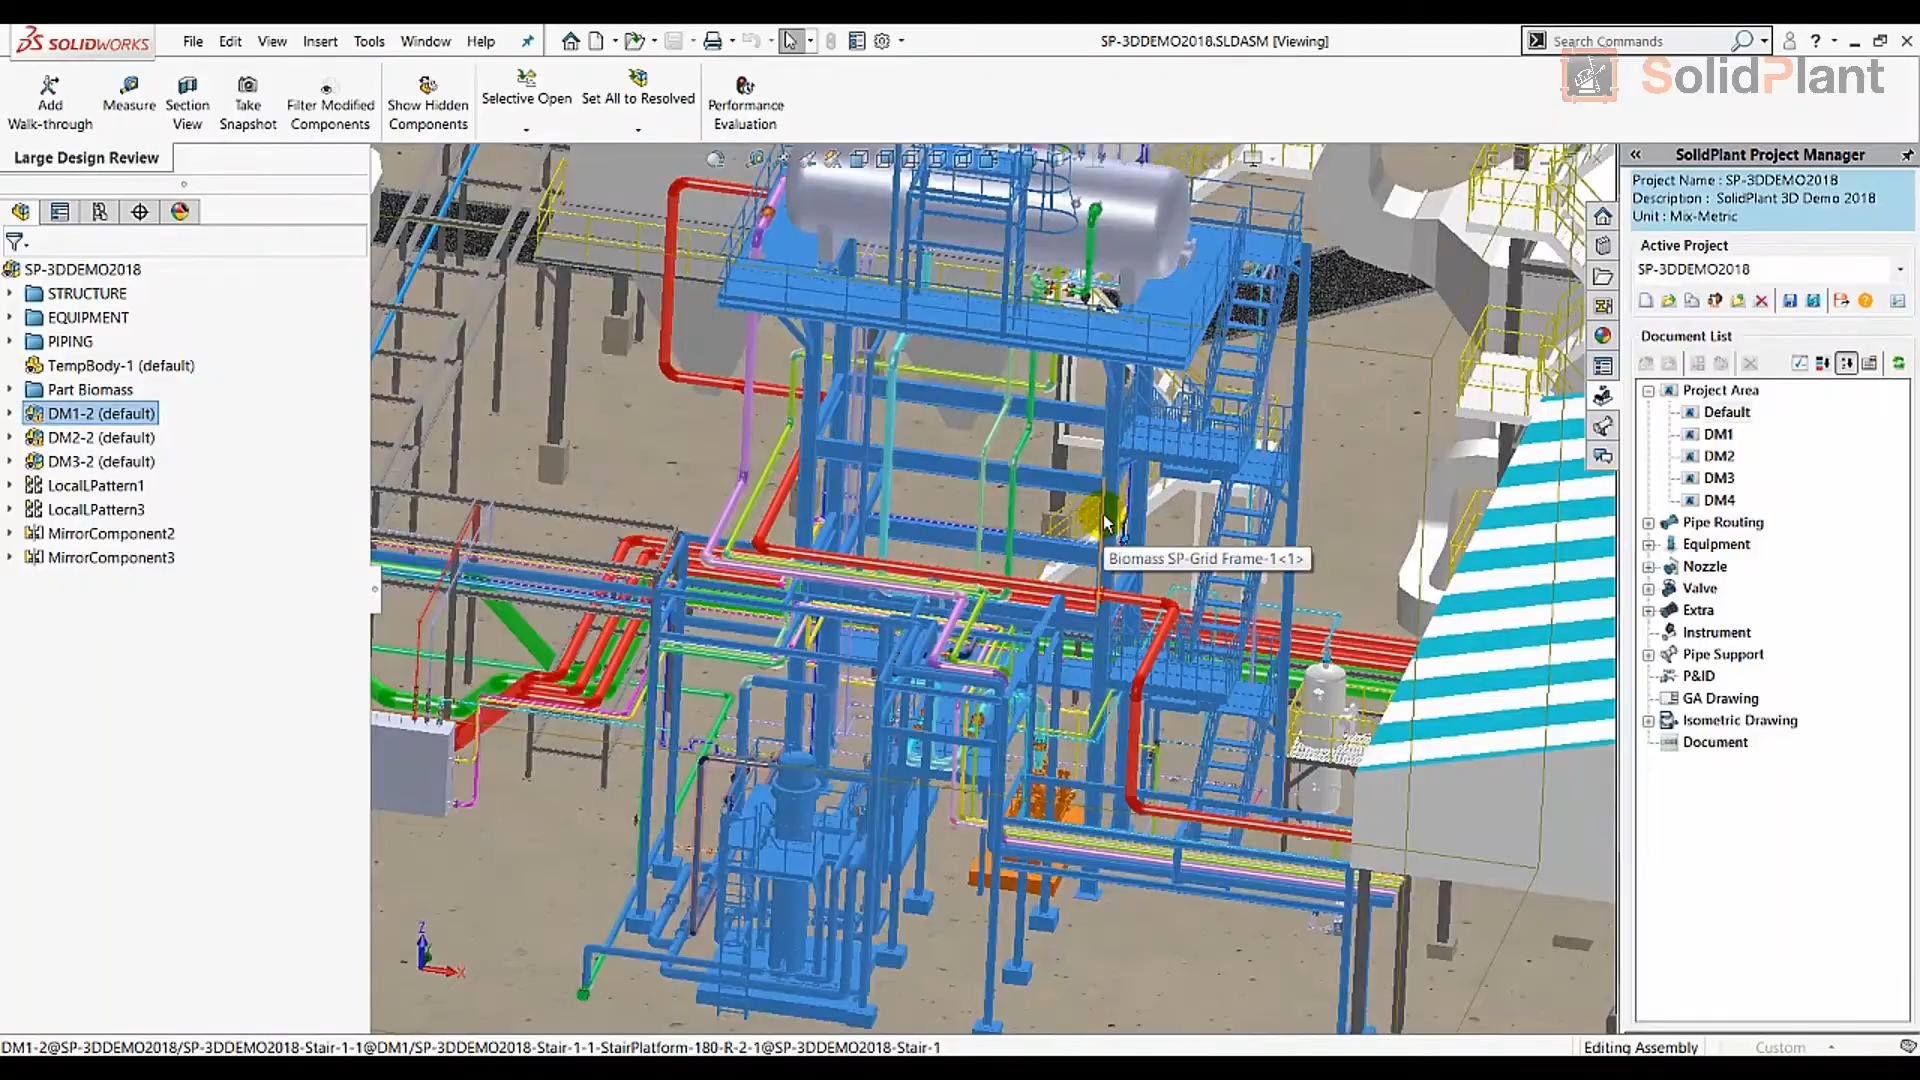 SOLIDWORKS
File Edit View Insert Tools Window Help
SP-3DDEMO2018.SLDASM [Viewing]
Search Commands
?
SolidPlant
Add Walk-through
Measure
Section View
Take Snapshot
Filter Modified Components
Show Hidden Components
Selective Open
Set All to Resolved
Performance Evaluation
Large Design Review
SP-3DDEMO2018
STRUCTURE
EQUIPMENT
PIPING
TempBody-1 (default)
Part Biomass
DM1-2 (default)
DM2-2 (default)
DM3-2 (default)
LocalLPattern1
LocalLPattern3
MirrorComponent2
MirrorComponent3
Biomass SP-Grid Frame-1<1>
Z
X
SolidPlant Project Manager
Project Name : SP-3DDEMO2018
Description : SolidPlant 3D Demo 2018
Unit : Mix-Metric
Active Project
SP-3DDEMO2018
Document List
Project Area
Default
DM1
DM2
DM3
DM4
Pipe Routing
Equipment
Nozzle
Valve
Extra
Instrument
Pipe Support
P&ID
GA Drawing
Isometric Drawing
Document
DM1-2@SP-3DDEMO2018/SP-3DDEMO2018-Stair-1-1@DM1/SP-3DDEMO2018-Stair-1-1-StairPlatform-180-R-2-1@SP-3DDEMO2018-Stair-1
Editing Assembly
Custom